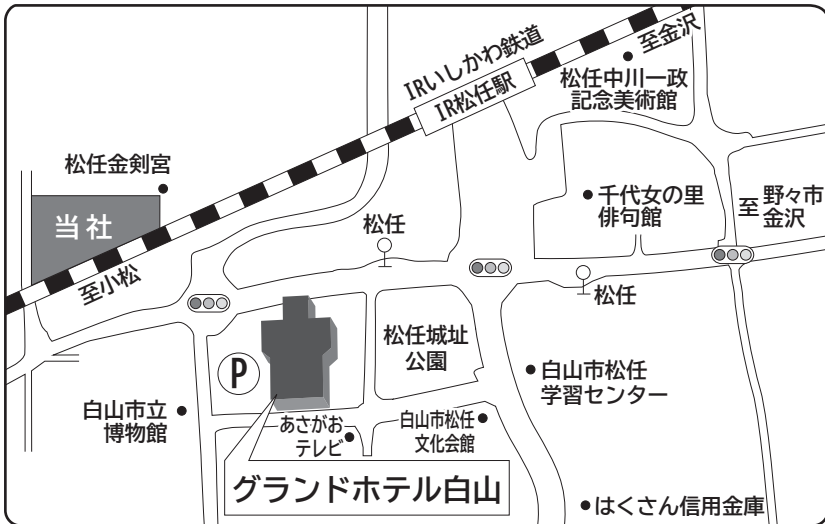 IRいしかわ鉄道
至金沢
IR松任駅
松任中川一政
記念美術館
松任金剣宮
当社
至小松
松任
千代女の里
俳句館
至
野々市
金沢
松任
松任城址
公園
P
白山市松任
学習センター
白山市立
博物館
あさがお
テレビ
白山市松任
文化会館
グランドホテル白山
はくさん信用金庫